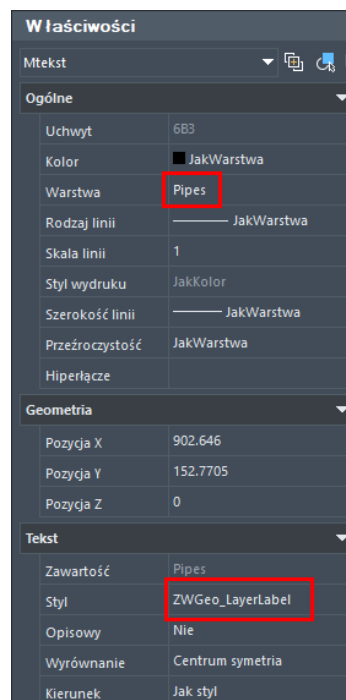 Właściwości
Mtekst
Ogólne
Uchwyt 6B3
Kolor JakWarstwa
Warstwa Pipes
Rodzaj linii JakWarstwa
Skala linii 1
Styl wydruku JakKolor
Szerokość linii JakWarstwa
Przeźroczystość JakWarstwa
Hiperłącze
Geometria
Pozycja X 902.646
Pozycja Y 152.7705
Pozycja Z 0
Tekst
Zawartość Pipes
Styl ZWGeo_LayerLabel
Opisowy Nie
Wyrównanie Centrum symetria
Kierunek Jak styl